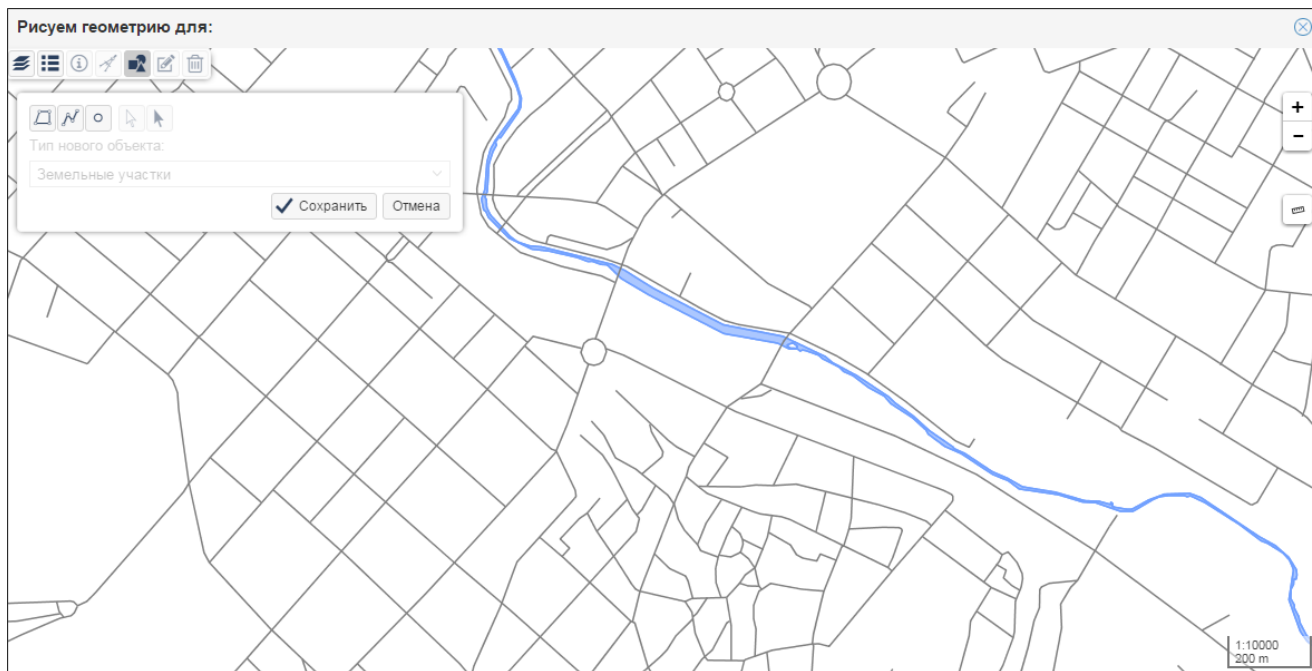 Рисуем геометрию для:
Тип нового объекта:
Земельные участки
Сохранить Отмена
+
−
1:10000
200 m